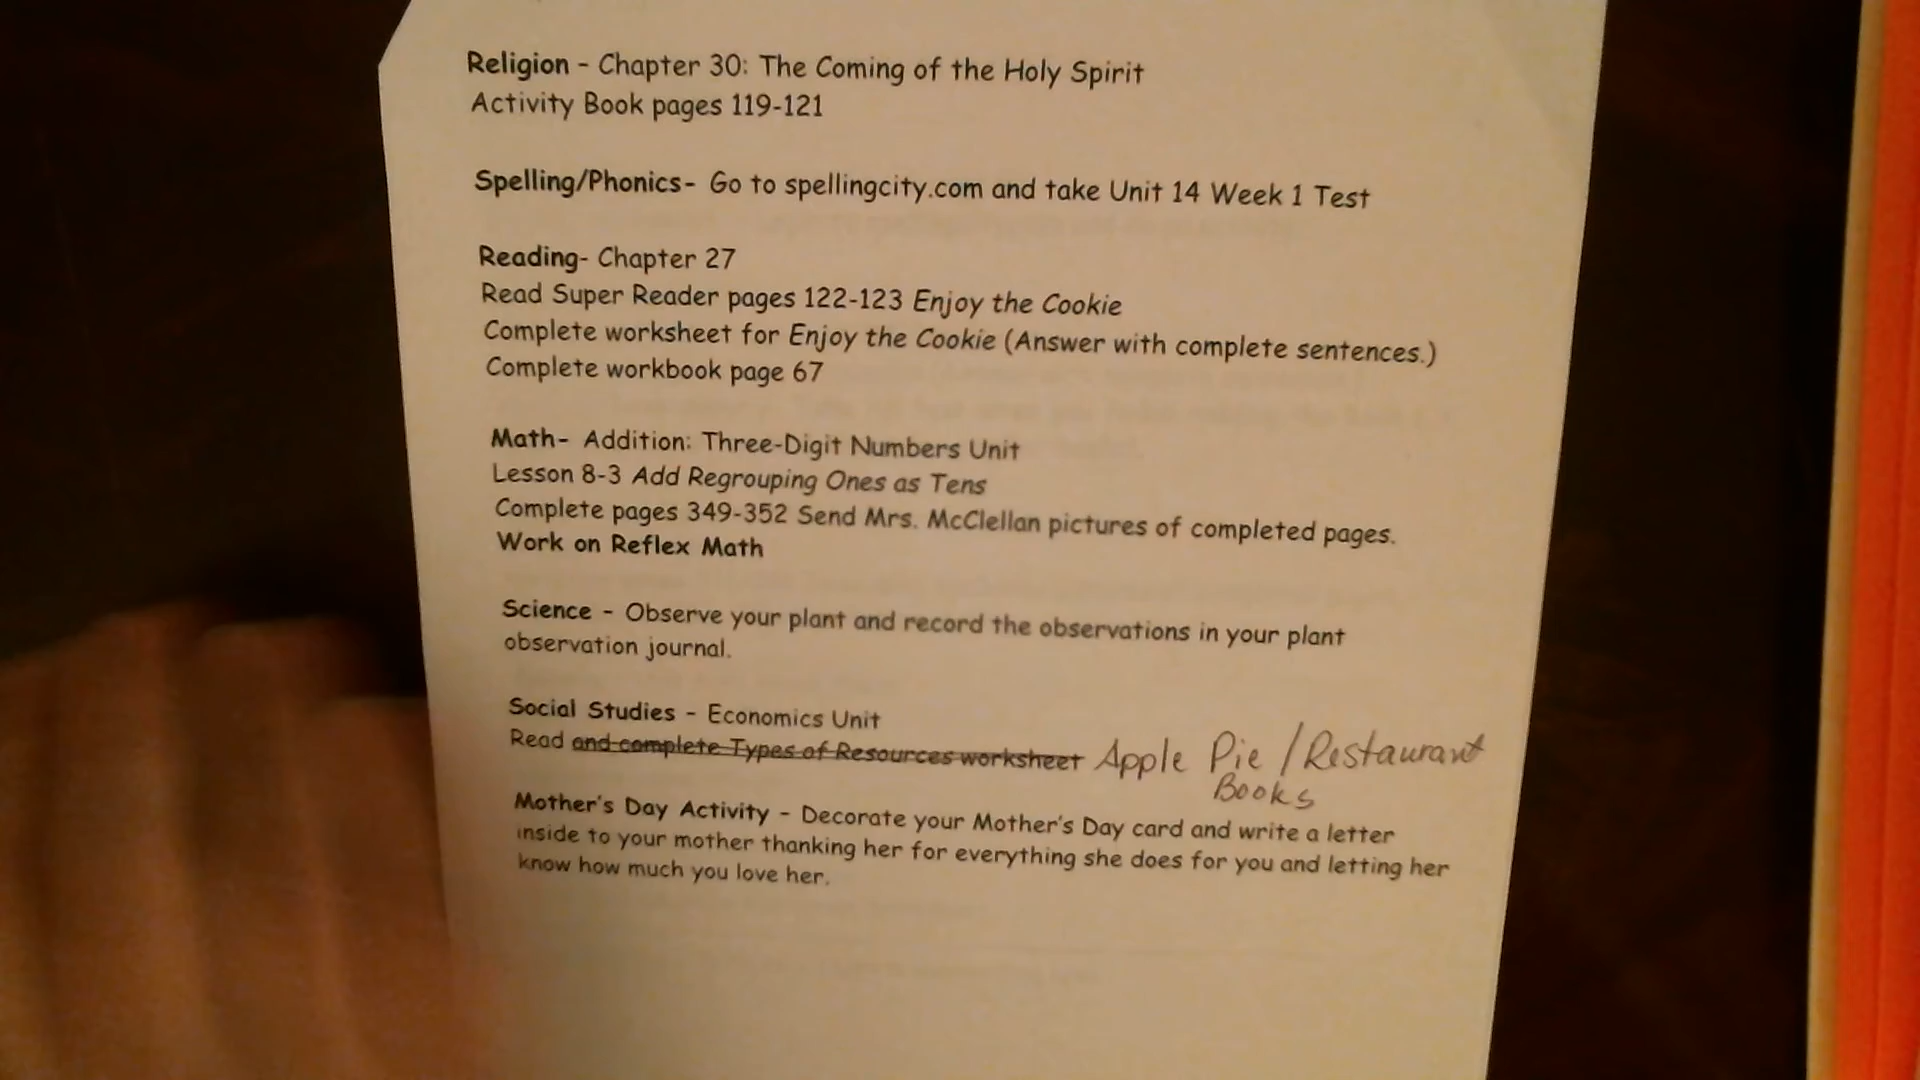 Religion - Chapter 30: The Coming of the Holy Spirit
Activity Book pages 119-121
Spelling/Phonics- Go to spellingcity.com and take Unit 14 Week 1 Test
Reading- Chapter 27
Read Super Reader pages 122-123 Enjoy the Cookie
Complete worksheet for Enjoy the Cookie (Answer with complete sentences.)
Complete workbook page 67
Math- Addition: Three-Digit Numbers Unit
Lesson 8-3 Add Regrouping Ones as Tens
Complete pages 349-352 Send Mrs. McClellan pictures of completed pages.
Work on Reflex Math
Science - Observe your plant and record the observations in your plant
observation journal.
Social Studies - Economics Unit
Read and complete Types of Resources worksheet Apple Pie / Restaurant
Books
Mother's Day Activity - Decorate your Mother's Day card and write a letter
inside to your mother thanking her for everything she does for you and letting her
know how much you love her.